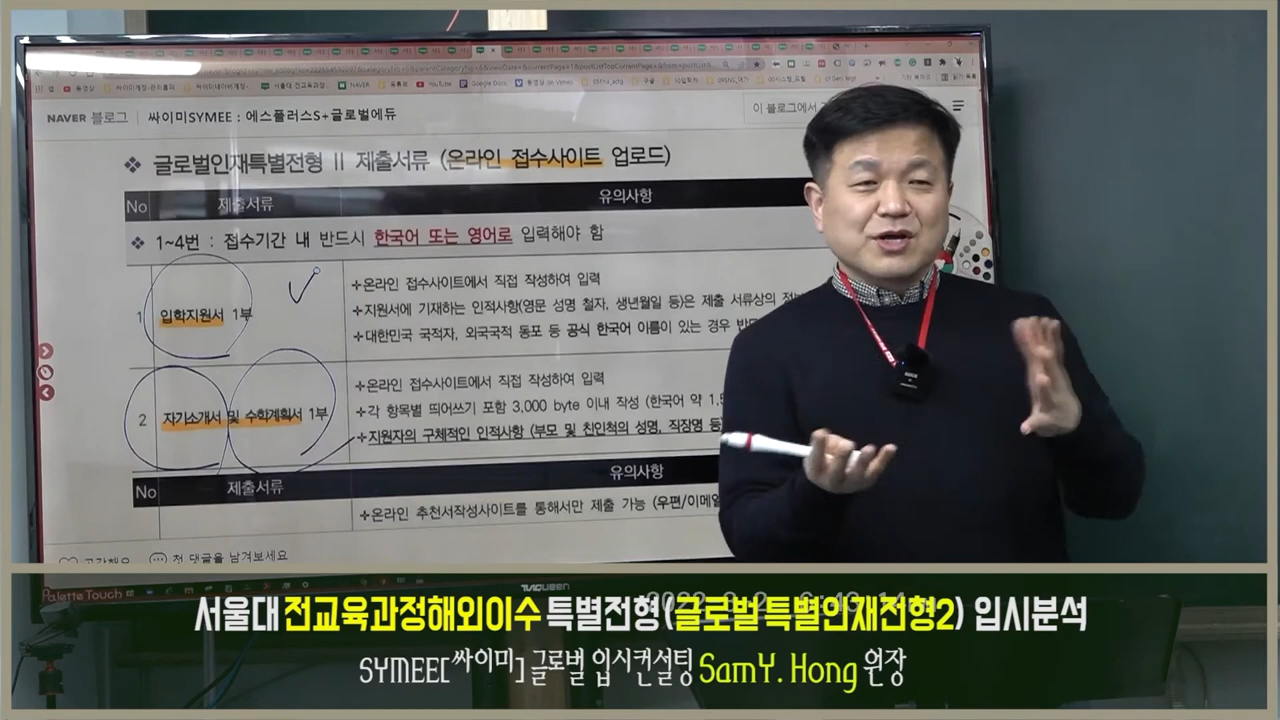 NAVER 블로그 | 싸이미SYMEE : 에스플러스S+글로벌에듀
이 블로그에서
❖ 글로벌인재특별전형 II 제출서류 (온라인 접수사이트 업로드)
No 제출서류 유의사항
❖ 1~4번 : 접수기간 내 반드시 한국어 또는 영어로 입력해야 함
1 입학지원서 1부
✢온라인 접수사이트에서 직접 작성하여 입력
✢지원서에 기재하는 인적사항(영문 성명 철자, 생년월일 등)은 제출 서류상의
✢대한민국 국적자, 외국국적 동포 등 공식 한국어 이름이 있는 경우
2 자기소개서 및 수학계획서 1부
✢온라인 접수사이트에서 직접 작성하여 입력
✢각 항목별 띄어쓰기 포함 3,000 byte 이내 작성 (한국어 약
✢지원자의 구체적인 인적사항 (부모 및 친인척의 성명, 직장명
No 제출서류 유의사항
✢온라인 추천서작성사이트를 통해서만 제출 가능 (우편/이메일
공감해요 첫 댓글을 남겨보세요
Palette Touch
서울대 전교육과정해외이수 특별전형 (글로벌 특별인재전형2) 입시분석
SYMEE[싸이미] 글로벌 입시컨설팅 Sam Y. Hong 원장